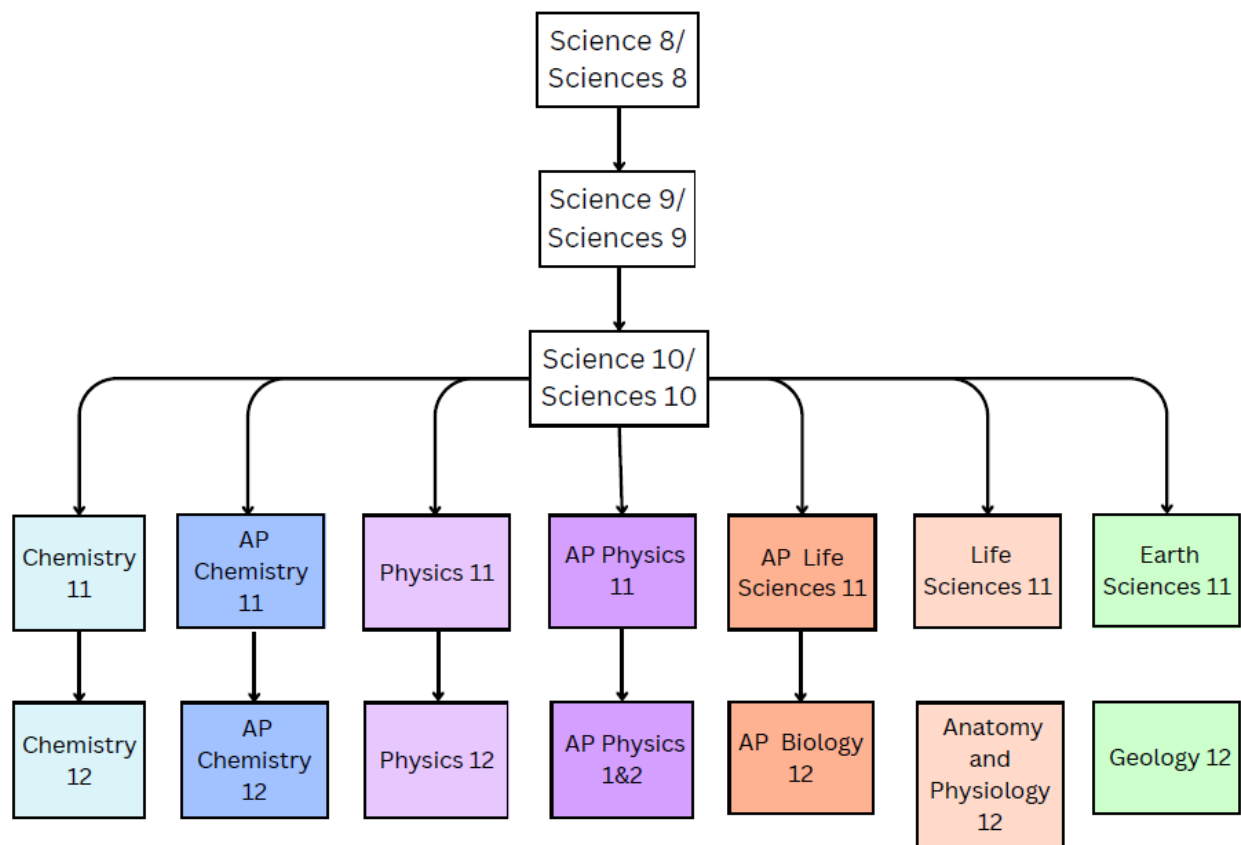 Science 8/
Sciences 8
Science 9/
Sciences 9
Science 10/
Sciences 10
Chemistry
11
AP
Chemistry
11
Physics 11
AP Physics
11
AP Life
Sciences 11
Life
Sciences 11
Earth
Sciences 11
Chemistry
12
AP
Chemistry
12
Physics 12
AP Physics
1&2
AP Biology
12
Anatomy
and
Physiology
12
Geology 12